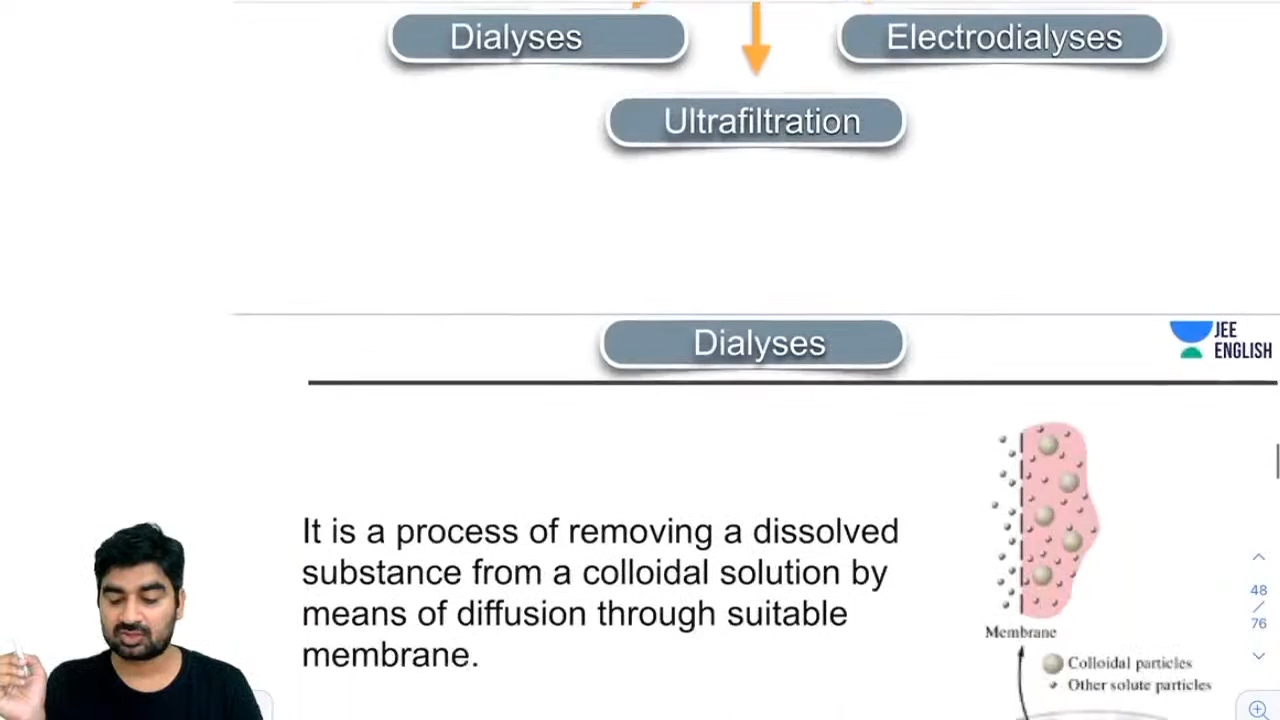 Dialyses
Electrodialyses
Ultrafiltration
Dialyses
JEE
ENGLISH
It is a process of removing a dissolved
substance from a colloidal solution by
means of diffusion through suitable
membrane.
Membrane
Colloidal particles
Other solute particles
48
/
76